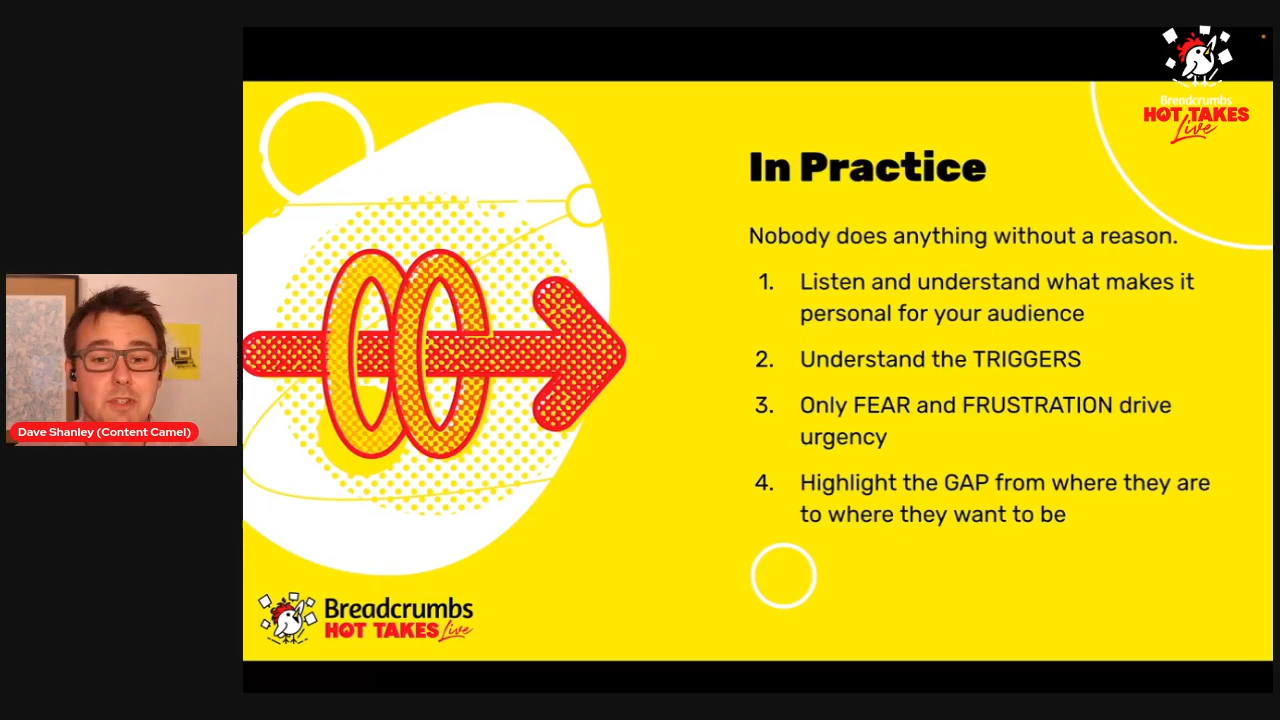 Breadcrumbs
HOT TAKES
Live
In Practice
Nobody does anything without a reason.
1. Listen and understand what makes it
personal for your audience
2. Understand the TRIGGERS
3. Only FEAR and FRUSTRATION drive
urgency
4. Highlight the GAP from where they are
to where they want to be
Dave Shanley (Content Camel)
Breadcrumbs
HOT TAKES Live